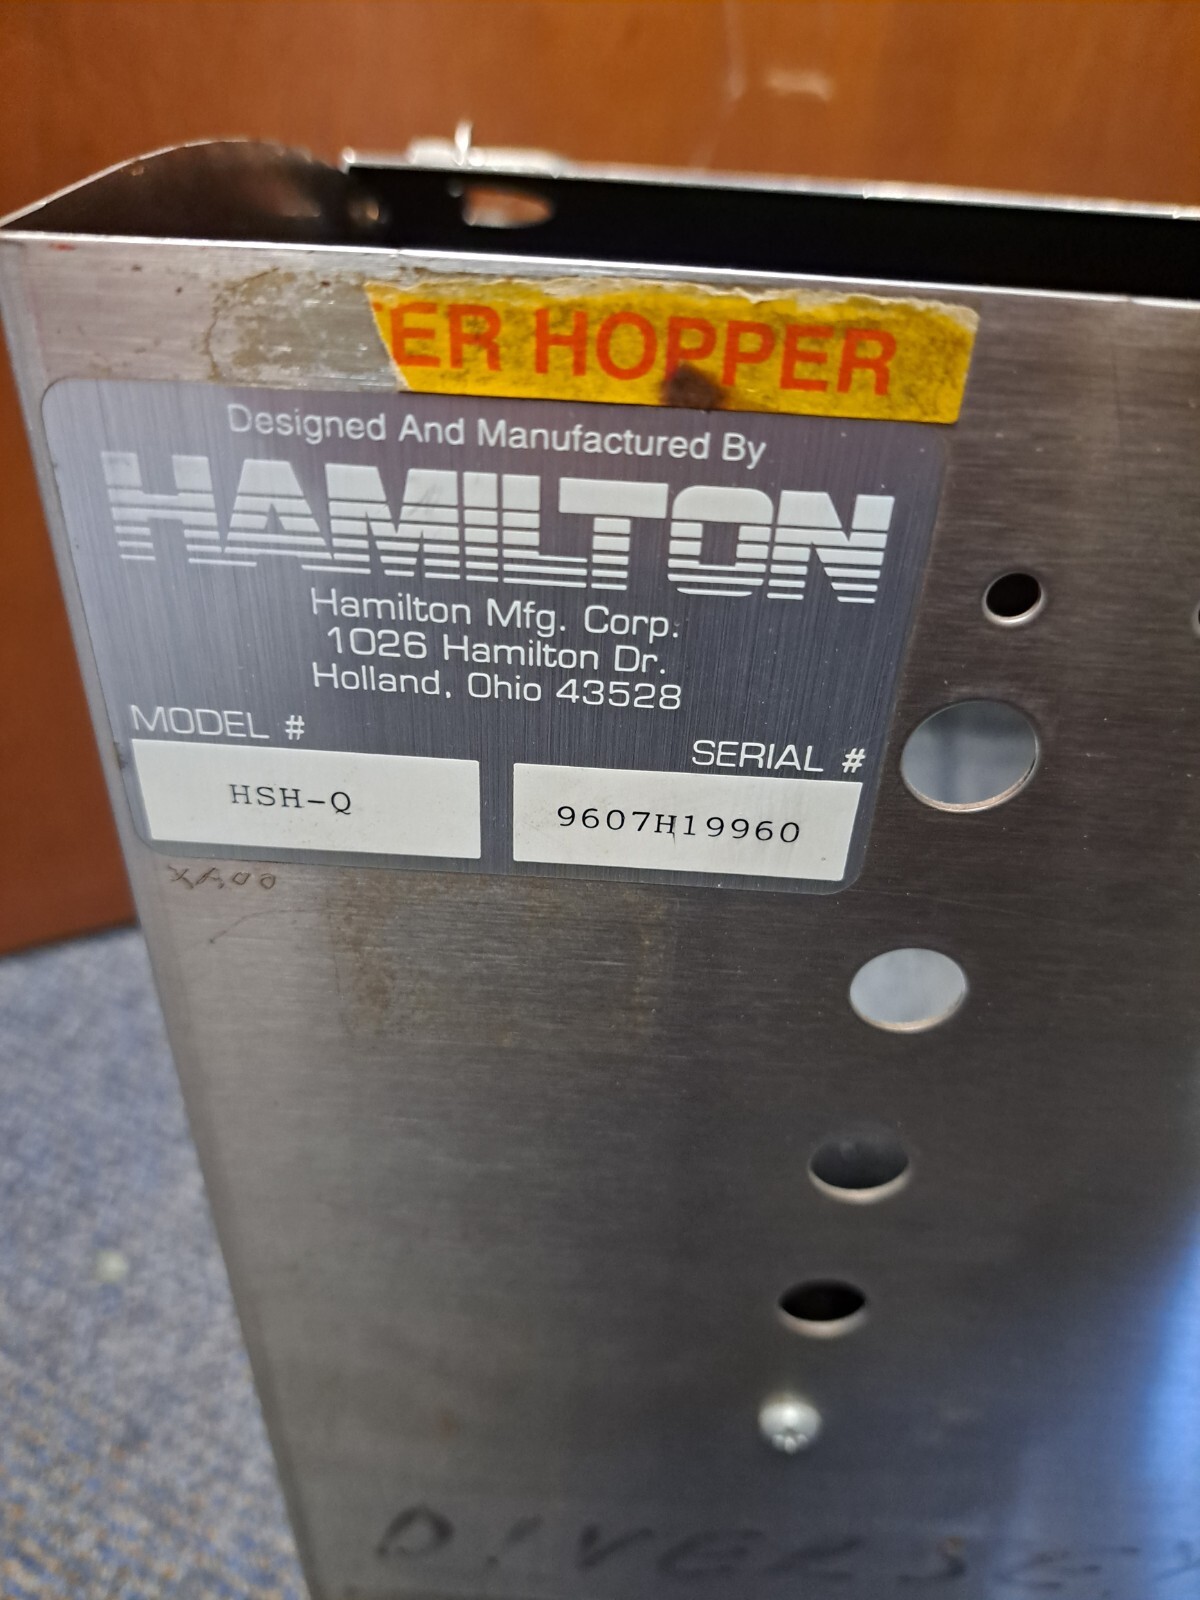 ER HOPPER
Designed And Manufactured By
HAMILTON
Hamilton Mfg. Corp.
1026 Hamilton Dr.
Holland, Ohio 43528
MODEL #
SERIAL #
HSH-Q
9607H19960